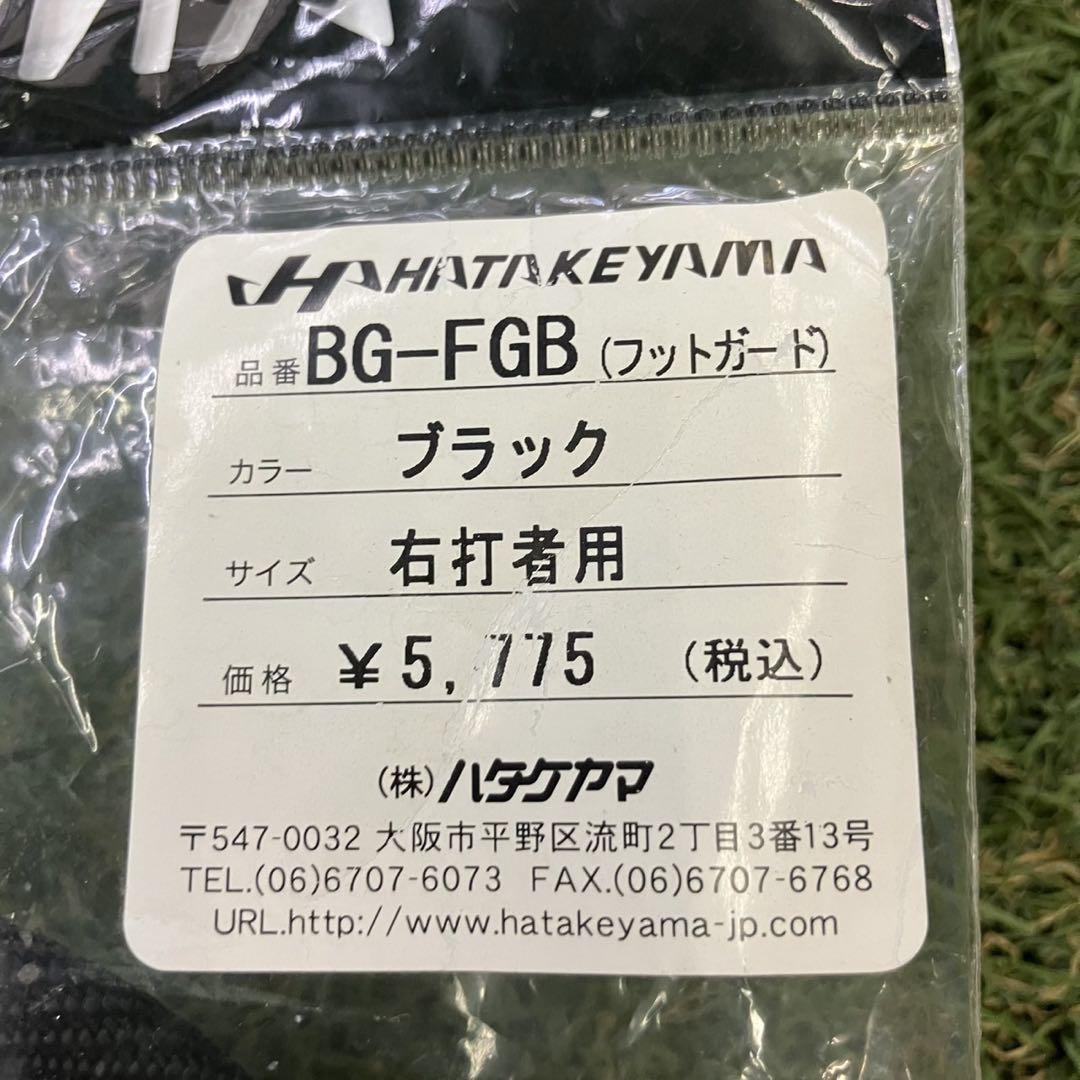 HATAKEYAMA
品番 BG-FGB (フットガード)
カラー ブラック
サイズ 右打者用
価格 ¥5,775 (税込)
(株)ハタケヤマ
〒547-0032 大阪市平野区流町2丁目3番13号
TEL.(06)6707-6073 FAX.(06)6707-6768
URL.http://www.hatakeyama-jp.com